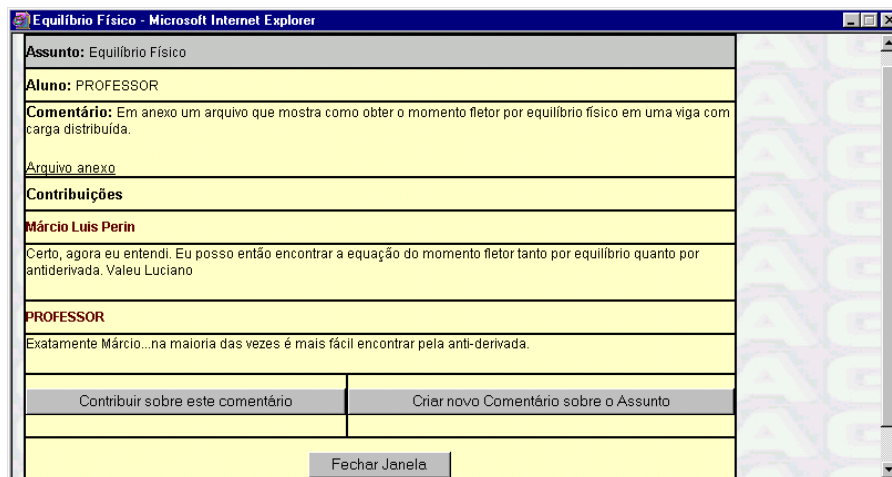 Equilíbrio Físico - Microsoft Internet Explorer
Assunto: Equilíbrio Físico
Aluno: PROFESSOR
Comentário: Em anexo um arquivo que mostra como obter o momento fletor por equilíbrio físico em uma viga com
carga distribuída.
Arquivo anexo
Contribuições
Márcio Luis Perin
Certo, agora eu entendi. Eu posso então encontrar a equação do momento fletor tanto por equilíbrio quanto por
antiderivada. Valeu Luciano
PROFESSOR
Exatamente Márcio...na maioria das vezes é mais fácil encontrar pela anti-derivada.
Contribuir sobre este comentário
Criar novo Comentário sobre o Assunto
Fechar Janela